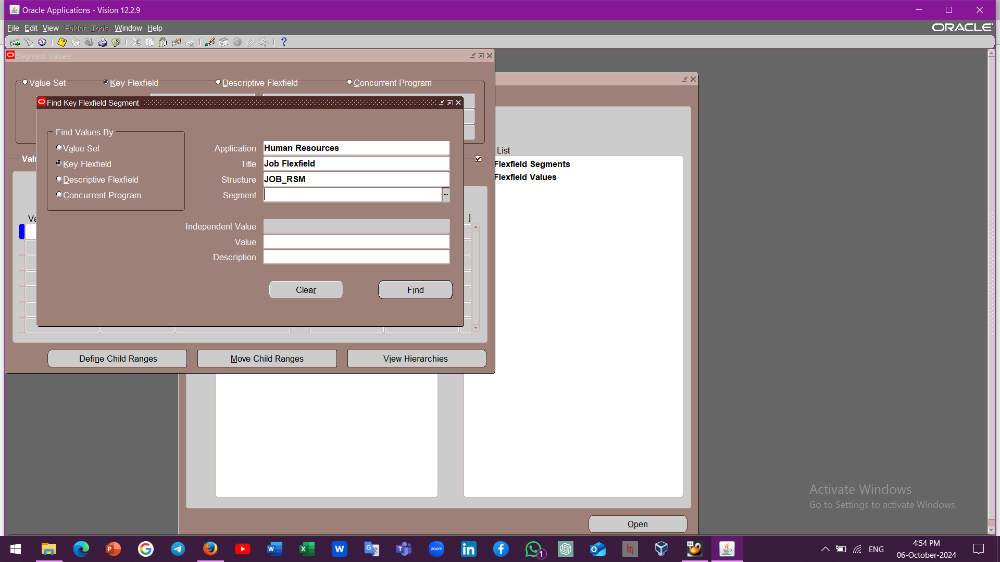 Oracle Applications - Vision 12.2.9
File Edit View Folder Tools Window Help
ORACLE
Segment Values
Value Set Key Flexfield Descriptive Flexfield Concurrent Program
Find Key Flexfield Segment
Find Values By
Value Set
Key Flexfield
Descriptive Flexfield
Concurrent Program
Application Human Resources
Title Job Flexfield
Structure JOB_RSM
Segment
Independent Value
Value
Description
Clear Find
]
List
Flexfield Segments
Flexfield Values
Define Child Ranges Move Child Ranges View Hierarchies
Open
Activate Windows
Go to Settings to activate Windows.
zoom
1
64
ENG
4:54 PM
06-October-2024